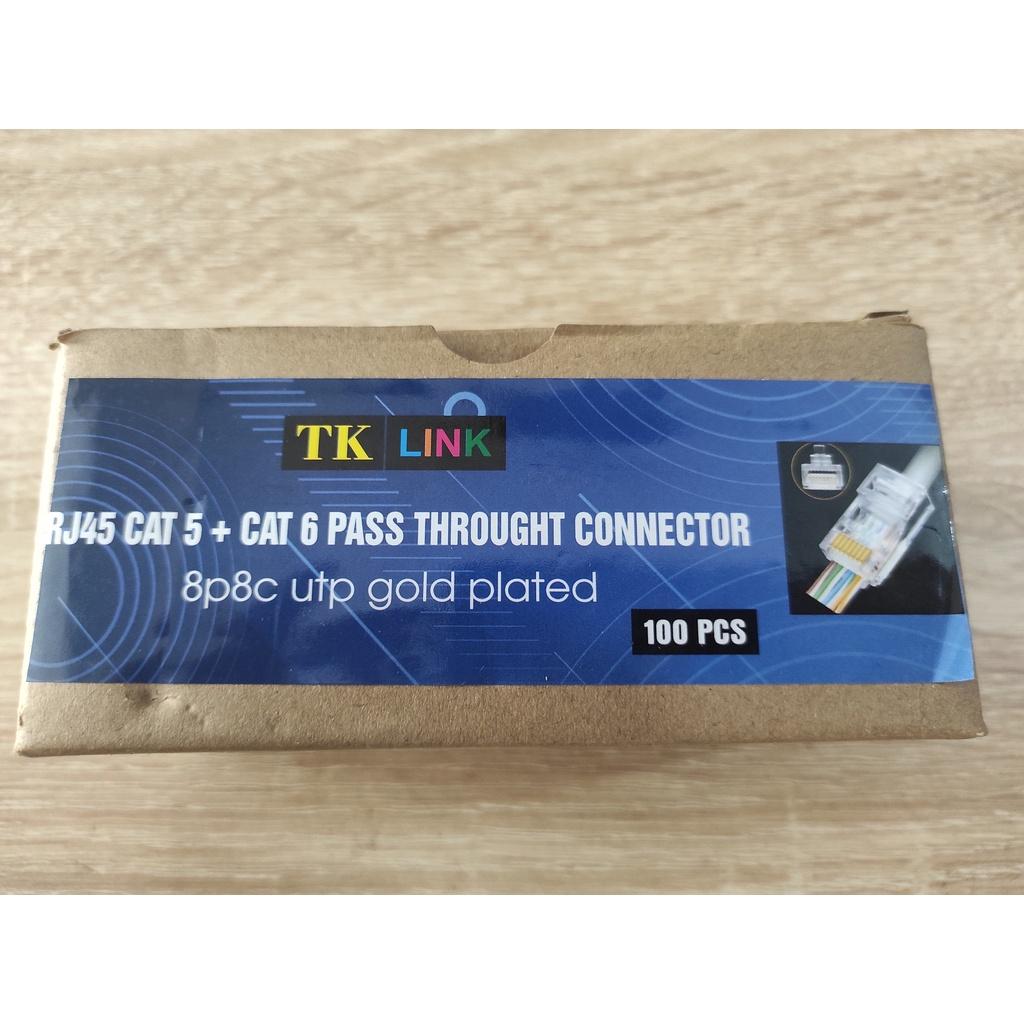 TK LINK
RJ45 CAT 5 + CAT 6 PASS THROUGHT CONNECTOR
8p8c utp gold plated
100 PCS